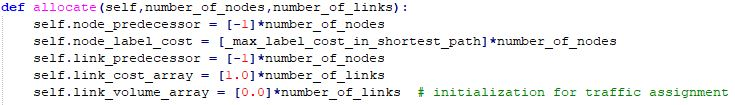 def allocate(self,number_of_nodes,number_of_links):
    self.node_predecessor = [-1]*number_of_nodes
    self.node_label_cost = [_max_label_cost_in_shortest_path]*number_of_nodes
    self.link_predecessor = [-1]*number_of_nodes
    self.link_cost_array = [1.0]*number_of_links
    self.link_volume_array = [0.0]*number_of_links  # initialization for traffic assignment